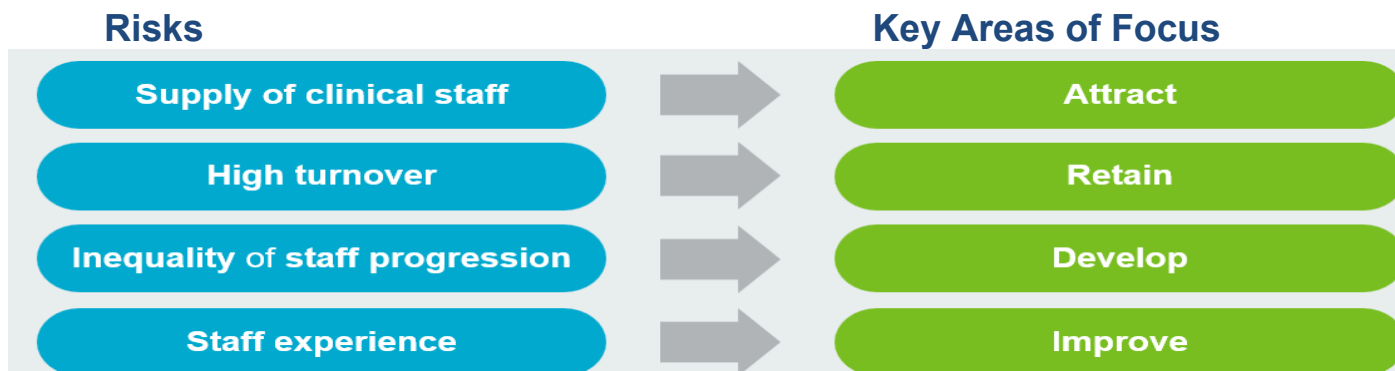 Risks Key Areas of Focus
Supply of clinical staff Attract
High turnover Retain
Inequality of staff progression Develop
Staff experience Improve